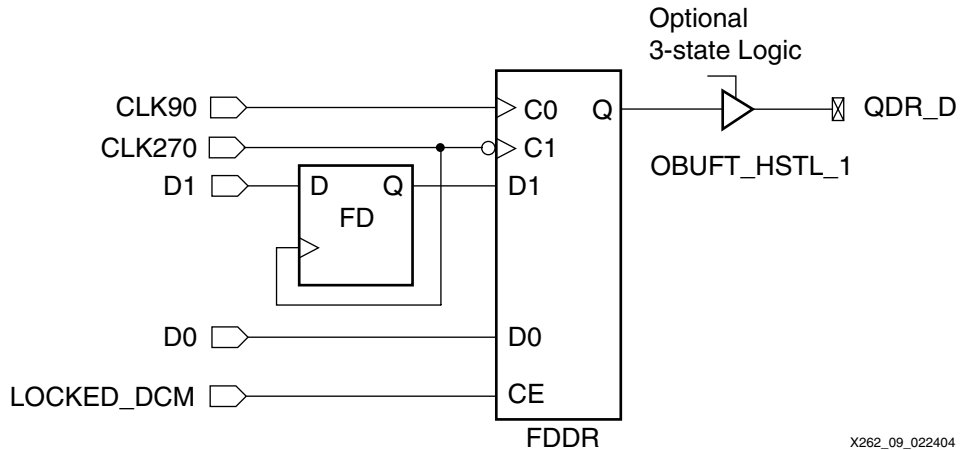 Optional
3-state Logic
CLK90
C0
Q
QDR_D
CLK270
C1
OBUFT_HSTL_1
D1
D
Q
D1
FD
D0
D0
LOCKED_DCM
CE
FDDR
X262_09_022404